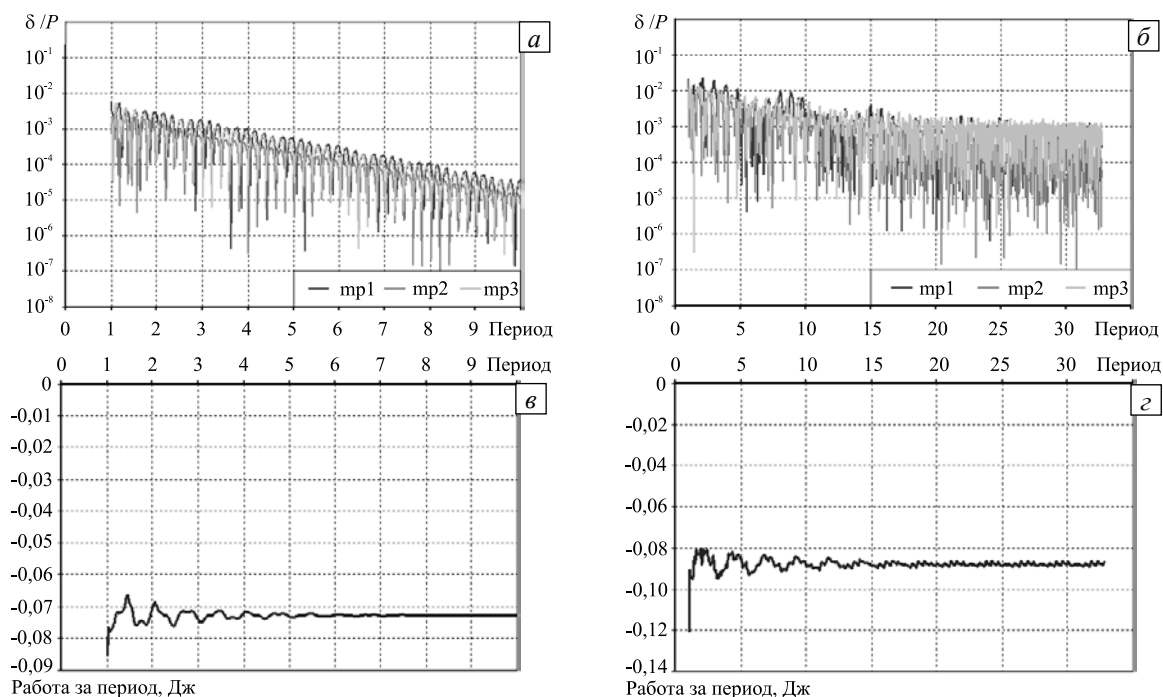 δ /P
а
10⁻¹
10⁻²
10⁻³
10⁻⁴
10⁻⁵
10⁻⁶
10⁻⁷
10⁻⁸
mp1 mp2 mp3
0 1 2 3 4 5 6 7 8 9 Период
δ /P
б
10⁻¹
10⁻²
10⁻³
10⁻⁴
10⁻⁵
10⁻⁶
10⁻⁷
10⁻⁸
mp1 mp2 mp3
0 5 10 15 20 25 30 Период
0 1 2 3 4 5 6 7 8 9 Период
в
0
-0,01
-0,02
-0,03
-0,04
-0,05
-0,06
-0,07
-0,08
-0,09
Работа за период, Дж
0 5 10 15 20 25 30 Период
г
0
-0,02
-0,04
-0,06
-0,08
-0,10
-0,12
-0,14
Работа за период, Дж